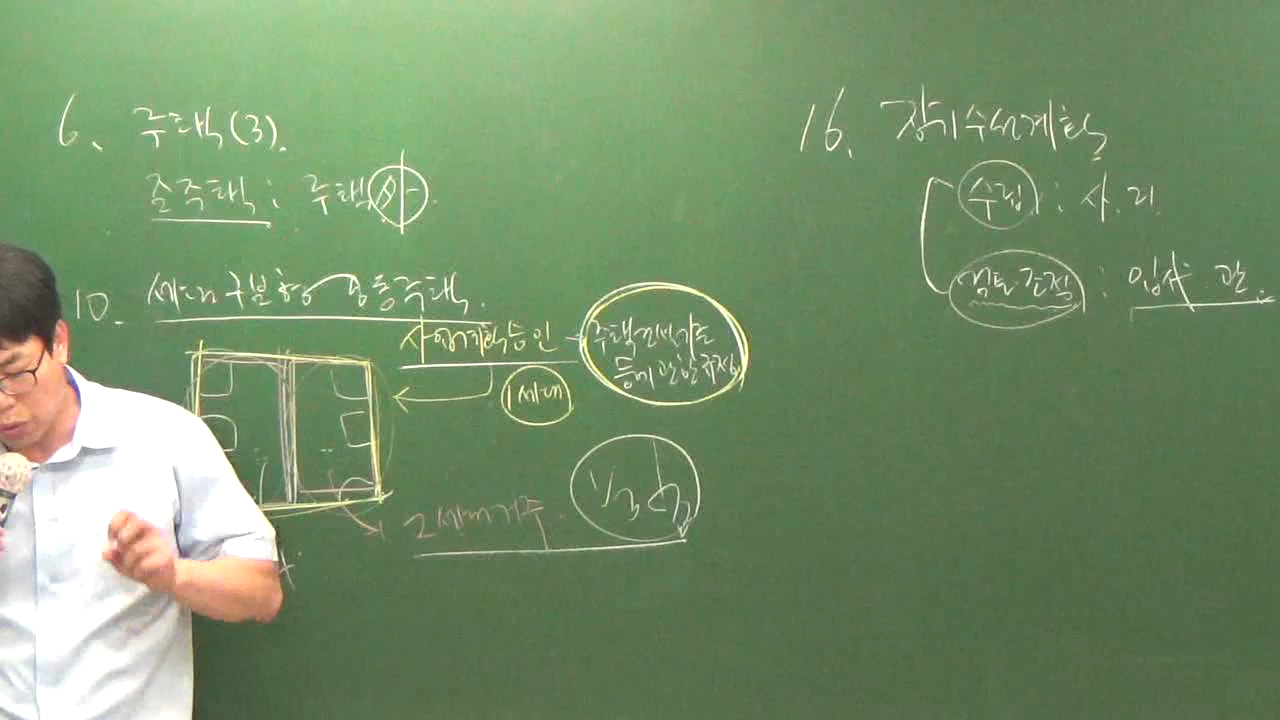 6. 주택(3).
준주택 : 주택外
10. 세대구분형 공동주택.
사업계획승인 - 주택건설기준
등에관한규정
1세대
2세대거주. 1/3
16. 장기수선계획
수립 : 사. 리
검토조정 : 입대 관.